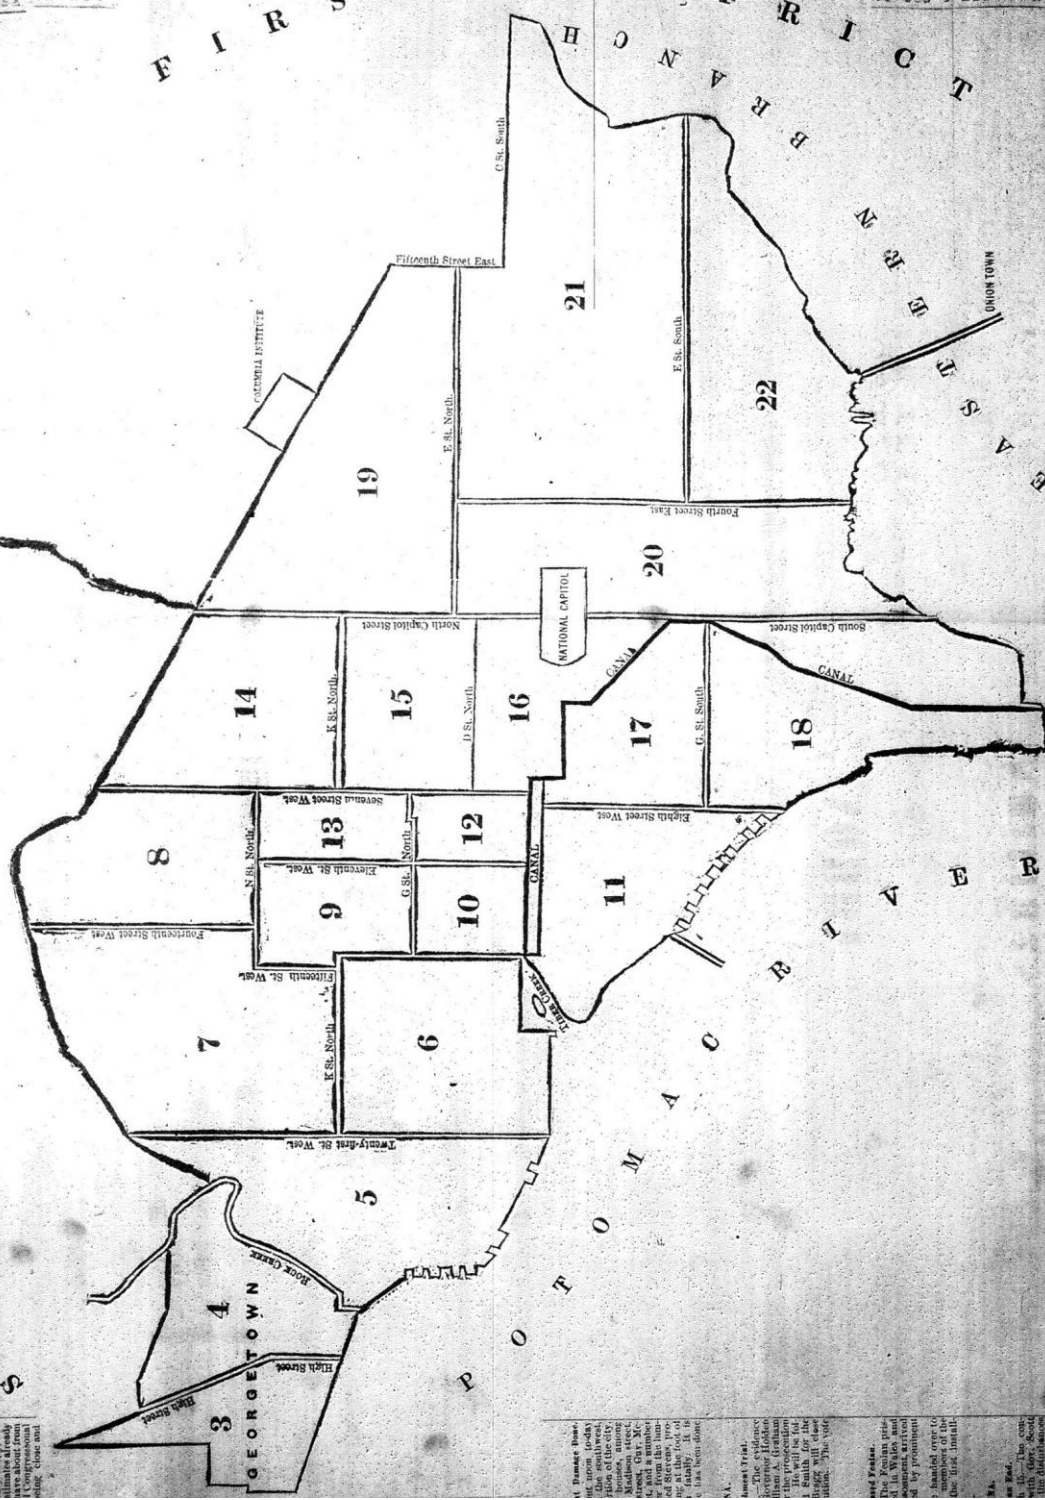 FIRS
TRICT
EASTERN BRANCH
C St. South
Fifteenth Street East
UNION TOWN
COLUMBIA INSTITUTE
21
E St. South
22
E St. North
19
Fourth Street East
20
NATIONAL CAPITOL
North Capitol Street
South Capitol Street
CANAL
CANAL
14
K St. North
15
D St. North
16
17
G. St. South
18
Seventh Street West.
Eighth Street West
8
N St. North
13
G St. North
12
CANAL
Eleventh St. West.
9
10
11
Fourteenth Street West
Fifteenth St. West.
TIBER CREEK
7
K St. North
6
Twenty-first St. West.
5
POTOMAC RIVER
ROCK CREEK
4
GEORGETOWN
High Street
High Street
3
S